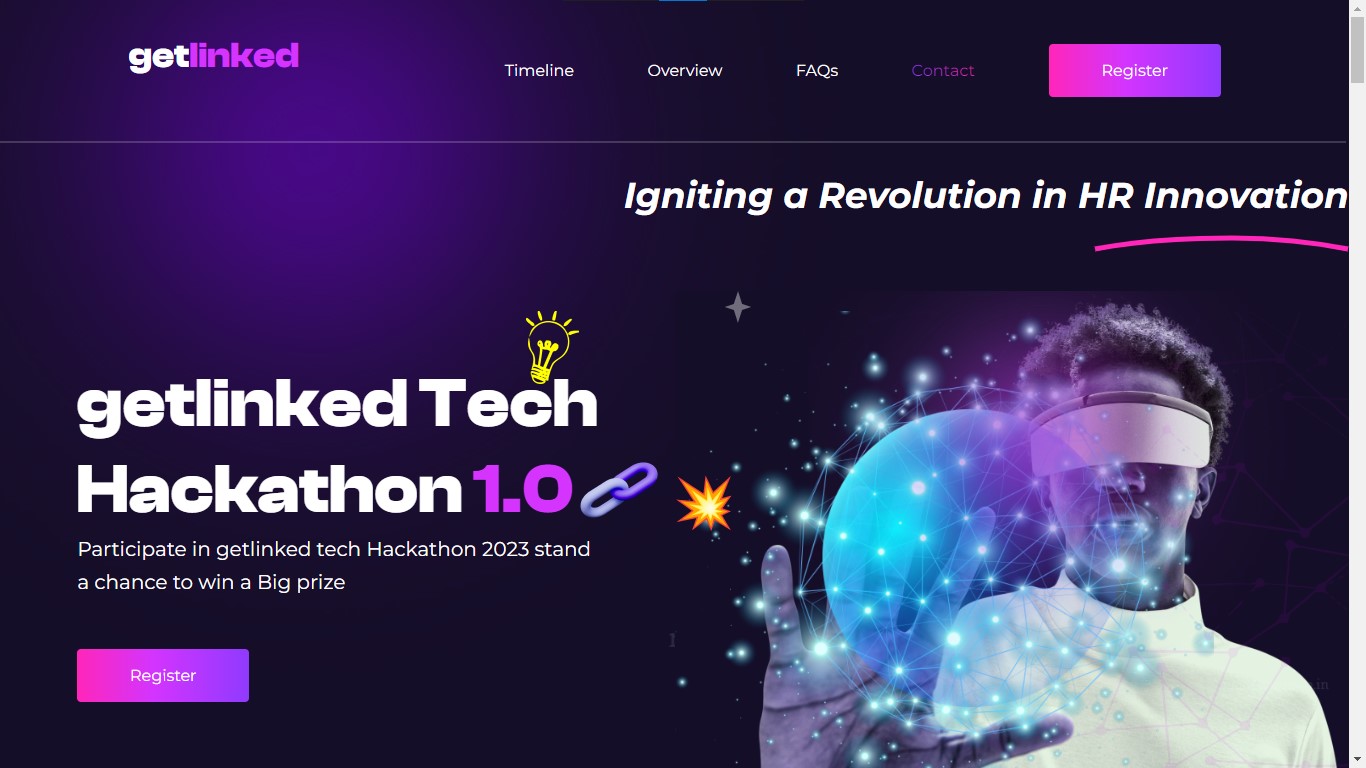 getlinked
Timeline
Overview
FAQs
Contact
Register
Igniting a Revolution in HR Innovation
getlinked Tech
Hackathon 1.0
Participate in getlinked tech Hackathon 2023 stand
a chance to win a Big prize
Register
in